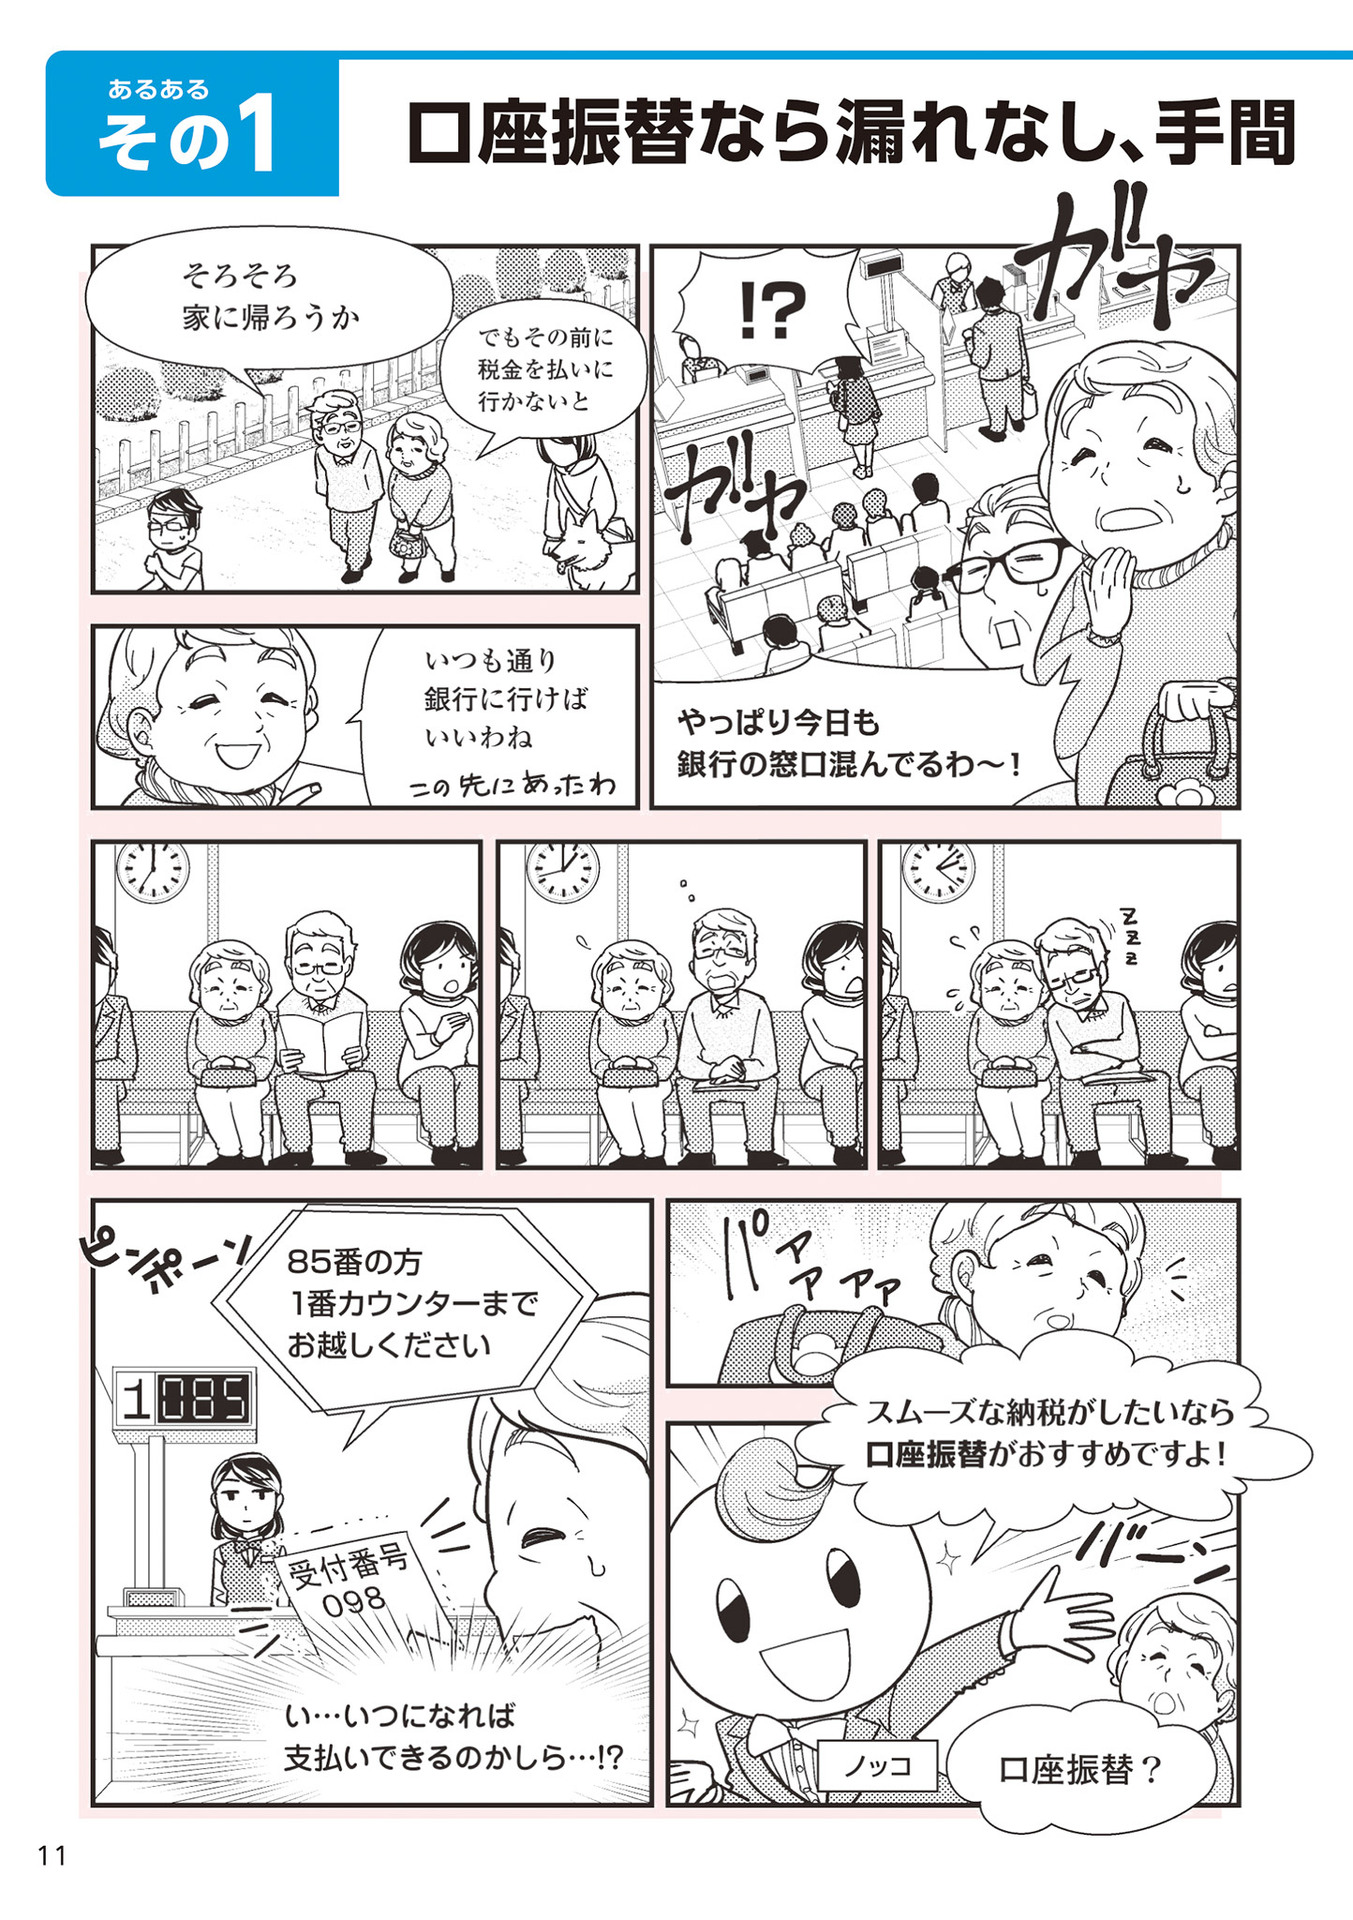 あるある
その1
口座振替なら漏れなし、手間
そろそろ
家に帰ろうか
でもその前に
税金を払いに
行かないと
いつも通り
銀行に行けば
いいわね
この先にあったわ
ガヤ
!?
ガヤ
やっぱり今日も
銀行の窓口混んでるわ〜！
z
z
z
ピンポーン
85番の方
1番カウンターまで
お越しください
1 085
受付番号
098
い…いつになれば
支払いできるのかしら…!?
パァァァァ
スムーズな納税がしたいなら
口座振替がおすすめですよ！
バーン
ノッコ
口座振替？
11